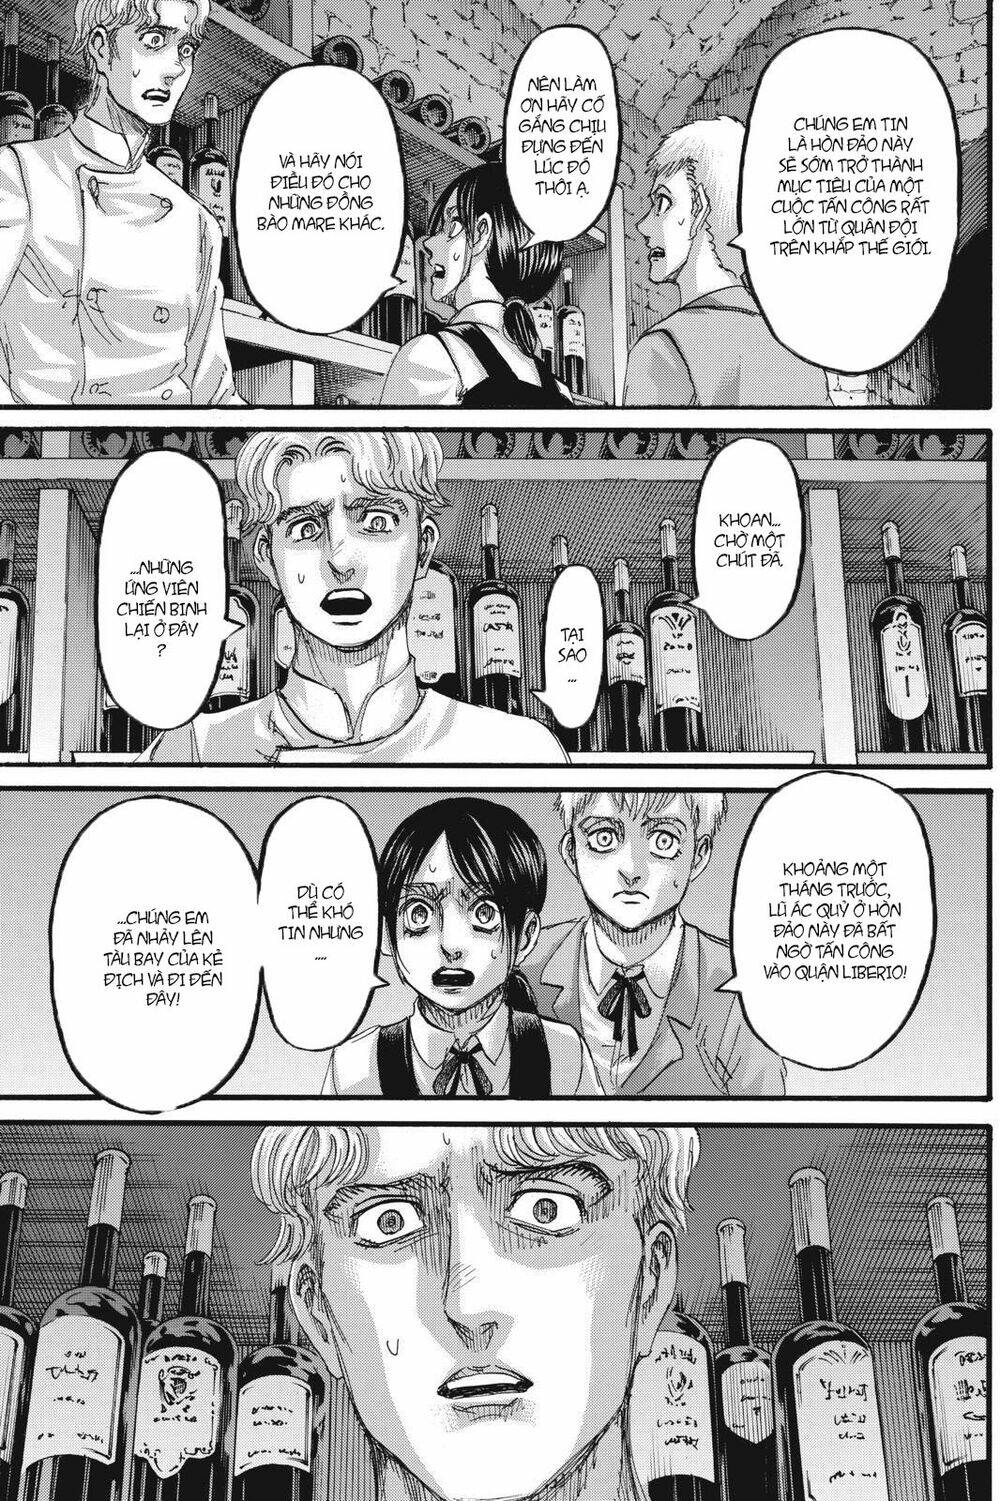 CHÚNG EM TIN
LÀ HÒN ĐẢO NÀY
SẼ SỚM TRỞ THÀNH
MỤC TIÊU CỦA MỘT
CUỘC TẤN CÔNG RẤT
LỚN TỪ QUÂN ĐỘI
TRÊN KHẮP THẾ GIỚI.
NÊN LÀM
ƠN HÃY CỐ
GẮNG CHỊU
ĐỰNG ĐẾN
LÚC ĐÓ
THÔI Ạ.
VÀ HÃY NÓI
ĐIỀU ĐÓ CHO
NHỮNG ĐỒNG
BÀO MARE KHÁC.
KHOAN...
CHỜ MỘT
CHÚT ĐÃ.
TẠI
SAO
...
...NHỮNG
ỨNG VIÊN
CHIẾN BINH
LẠI Ở ĐÂY
?
KHOẢNG MỘT
THÁNG TRƯỚC,
LŨ ÁC QUỶ Ở HÒN
ĐẢO NÀY ĐÃ BẤT
NGỜ TẤN CÔNG
VÀO QUẬN LIBERIO!
DÙ CÓ
THỂ KHÓ
TIN NHƯNG
....
...CHÚNG EM
ĐÃ NHẢY LÊN
TÀU BAY CỦA KẺ
ĐỊCH VÀ ĐI ĐẾN
ĐÂY!